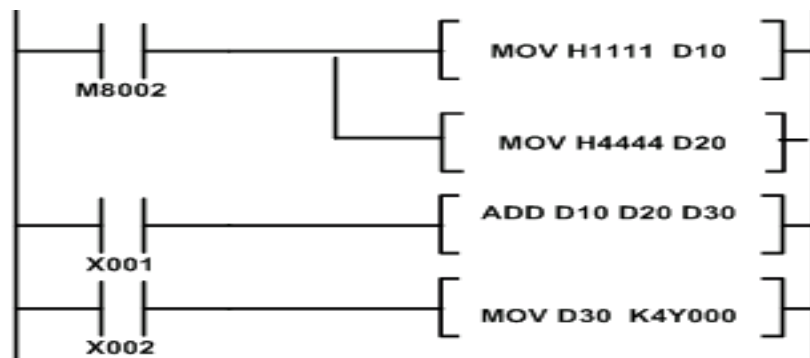 MOV H1111 D10
M8002
MOV H4444 D20
ADD D10 D20 D30
X001
MOV D30 K4Y000
X002